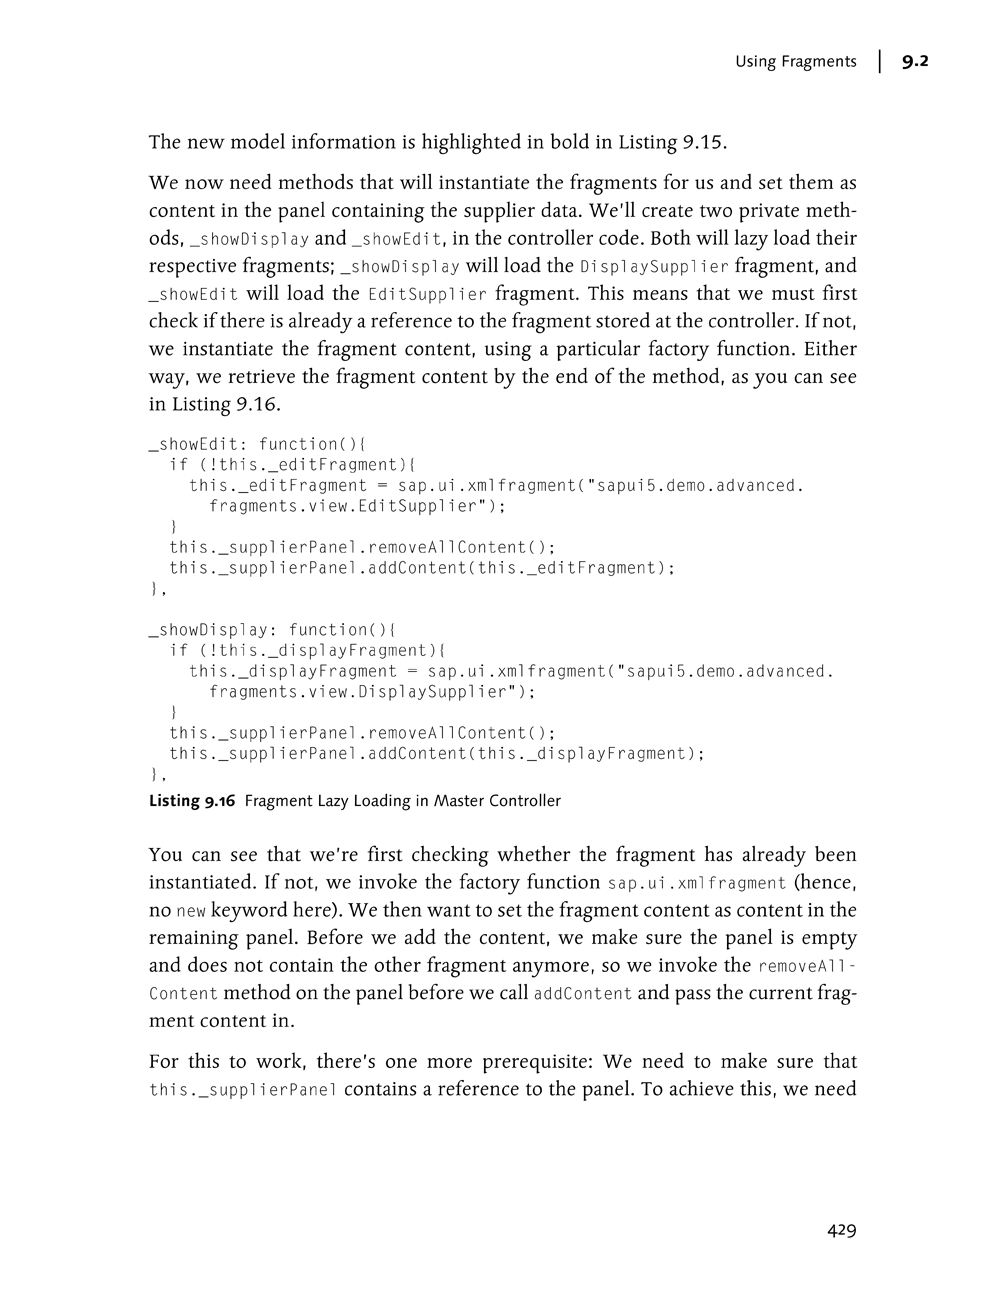 Using Fragments | 9.2
The new model information is highlighted in bold in Listing 9.15.
We now need methods that will instantiate the fragments for us and set them as
content in the panel containing the supplier data. We'll create two private meth-
ods, _showDisplay and _showEdit, in the controller code. Both will lazy load their
respective fragments; _showDisplay will load the DisplaySupplier fragment, and
_showEdit will load the EditSupplier fragment. This means that we must first
check if there is already a reference to the fragment stored at the controller. If not,
we instantiate the fragment content, using a particular factory function. Either
way, we retrieve the fragment content by the end of the method, as you can see
in Listing 9.16.
_showEdit: function(){
  if (!this._editFragment){
    this._editFragment = sap.ui.xmlfragment("sapui5.demo.advanced.
      fragments.view.EditSupplier");
  }
  this._supplierPanel.removeAllContent();
  this._supplierPanel.addContent(this._editFragment);
},
_showDisplay: function(){
  if (!this._displayFragment){
    this._displayFragment = sap.ui.xmlfragment("sapui5.demo.advanced.
      fragments.view.DisplaySupplier");
  }
  this._supplierPanel.removeAllContent();
  this._supplierPanel.addContent(this._displayFragment);
},
Listing 9.16 Fragment Lazy Loading in Master Controller
You can see that we're first checking whether the fragment has already been
instantiated. If not, we invoke the factory function sap.ui.xmlfragment (hence,
no new keyword here). We then want to set the fragment content as content in the
remaining panel. Before we add the content, we make sure the panel is empty
and does not contain the other fragment anymore, so we invoke the removeAll-
Content method on the panel before we call addContent and pass the current frag-
ment content in.
For this to work, there's one more prerequisite: We need to make sure that
this._supplierPanel contains a reference to the panel. To achieve this, we need
429